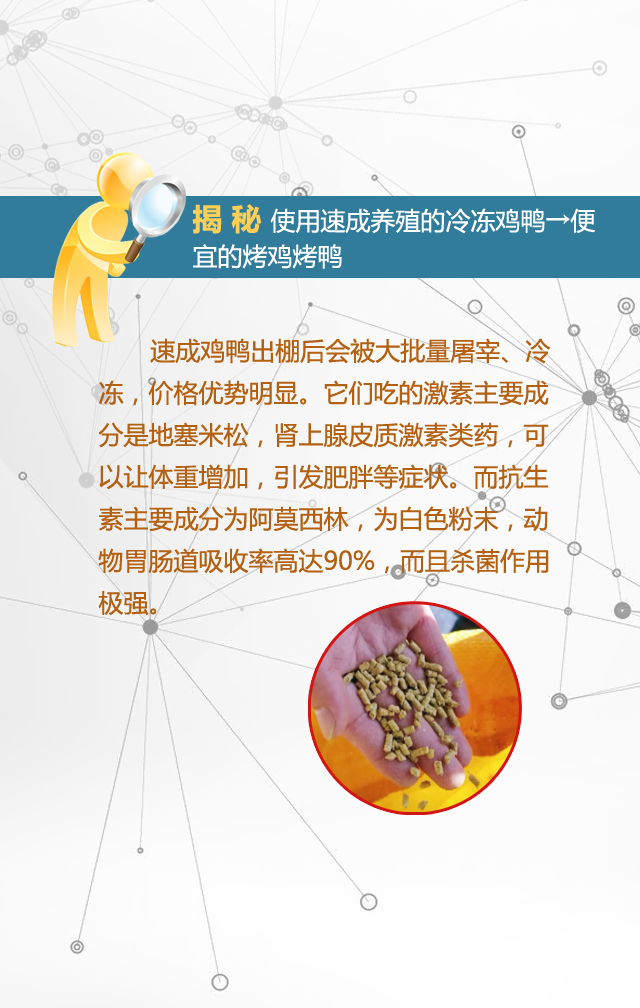 揭 秘 使用速成养殖的冷冻鸡鸭→便
宜的烤鸡烤鸭
速成鸡鸭出棚后会被大批量屠宰、冷
冻，价格优势明显。它们吃的激素主要成
分是地塞米松，肾上腺皮质激素类药，可
以让体重增加，引发肥胖等症状。而抗生
素主要成分为阿莫西林，为白色粉末，动
物胃肠道吸收率高达90%，而且杀菌作用
极强。